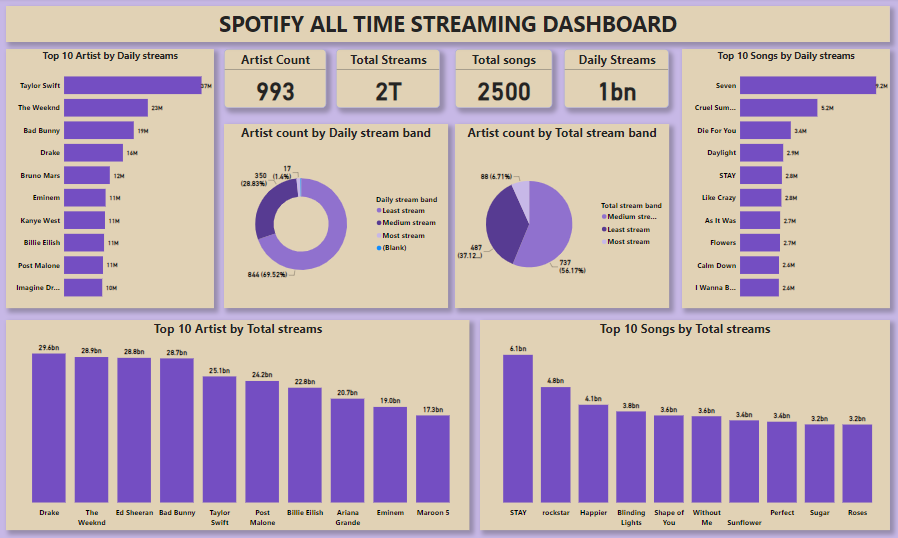 SPOTIFY ALL TIME STREAMING DASHBOARD
Top 10 Artist by Daily streams
Taylor Swift 37M
The Weeknd 23M
Bad Bunny 19M
Drake 16M
Bruno Mars 12M
Eminem 11M
Kanye West 11M
Billie Eilish 11M
Post Malone 11M
Imagine Dr... 10M
Artist Count
993
Total Streams
2T
Total songs
2500
Daily Streams
1bn
Artist count by Daily stream band
17
(1.4%)
350
(28.83%)
844 (69.52%)
Daily stream band
Least stream
Medium stream
Most stream
(Blank)
Artist count by Total stream band
88 (6.71%)
487
(37.12...)
737
(56.17%)
Total stream band
Medium stre...
Least stream
Most stream
Top 10 Songs by Daily streams
Seven 9.2M
Cruel Sum... 5.2M
Die For You 3.4M
Daylight 2.9M
STAY 2.8M
Like Crazy 2.8M
As It Was 2.7M
Flowers 2.7M
Calm Down 2.6M
I Wanna B... 2.6M
Top 10 Artist by Total streams
29.6bn 28.9bn 28.8bn 28.7bn 25.1bn 24.2bn 22.8bn 20.7bn 19.0bn 17.3bn
Drake The Weeknd Ed Sheeran Bad Bunny Taylor Swift Post Malone Billie Eilish Ariana Grande Eminem Maroon 5
Top 10 Songs by Total streams
6.1bn 4.8bn 4.1bn 3.8bn 3.6bn 3.6bn 3.4bn 3.4bn 3.2bn 3.2bn
STAY rockstar Happier Blinding Lights Shape of You Without Me Sunflower Perfect Sugar Roses